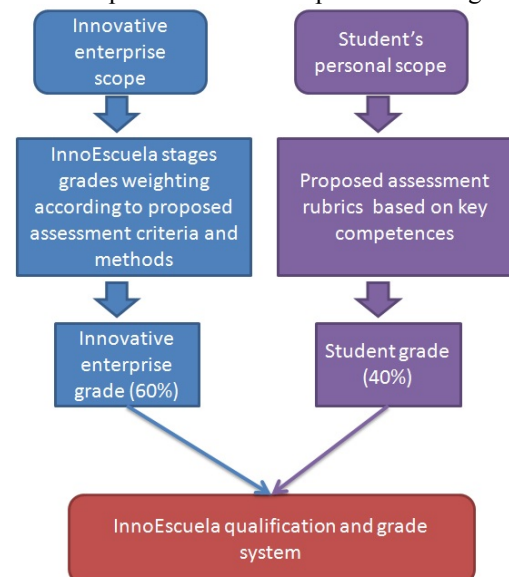 Innovative
enterprise
scope
Student's
personal scope
InnoEscuela stages
grades weighting
according to proposed
assessment criteria and
methods
Proposed assessment
rubrics based on key
competences
Innovative
enterprise
grade (60%)
Student grade
(40%)
InnoEscuela qualification and grade
system